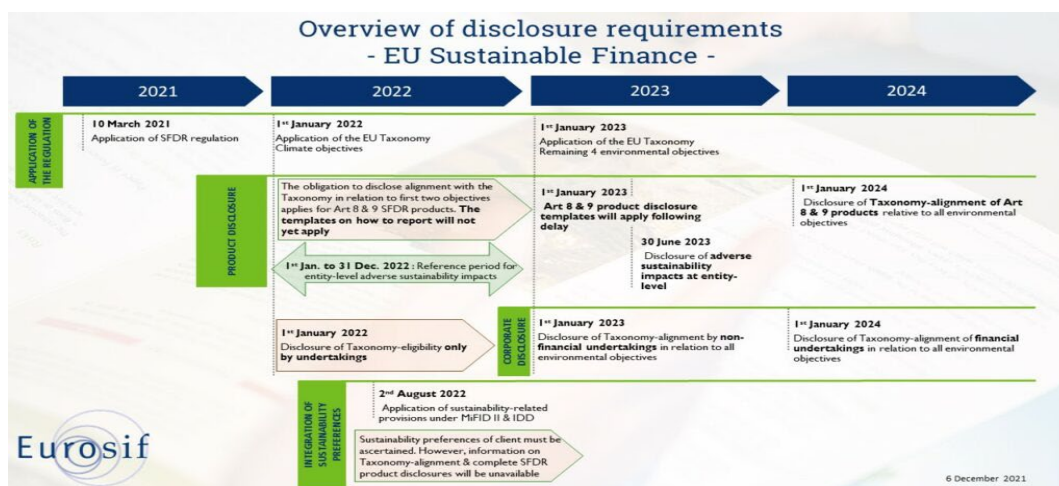 Overview of disclosure requirements
- EU Sustainable Finance -
2021
2022
2023
2024
APPLICATION OF
THE REGULATION
10 March 2021
Application of SFDR regulation
1st January 2022
Application of the EU Taxonomy
Climate objectives
1st January 2023
Application of the EU Taxonomy
Remaining 4 environmental objectives
PRODUCT DISCLOSURE
The obligation to disclose alignment with the
Taxonomy in relation to first two objectives
applies for Art 8 & 9 SFDR products. The
templates on how to report will not
yet apply
1st Jan. to 31 Dec. 2022 : Reference period for
entity-level adverse sustainability impacts
1st January 2023
Art 8 & 9 product disclosure
templates will apply following
delay
30 June 2023
Disclosure of adverse
sustainability
impacts at entity-
level
1st January 2024
Disclosure of Taxonomy-alignment of Art
8 & 9 products relative to all environmental
objectives
1st January 2022
Disclosure of Taxonomy-eligibility only
by undertakings
CORPORATE
DISCLOSURE
1st January 2023
Disclosure of Taxonomy-alignment by non-
financial undertakings in relation to all
environmental objectives
1st January 2024
Disclosure of Taxonomy-alignment of financial
undertakings in relation to all environmental
objectives
INTEGRATION OF
SUSTAINABILITY
PREFERENCES
2nd August 2022
Application of sustainability-related
provisions under MiFID II & IDD
Sustainability preferences of client must be
ascertained. However, information on
Taxonomy-alignment & complete SFDR
product disclosures will be unavailable
Eurosif
6 December 2021